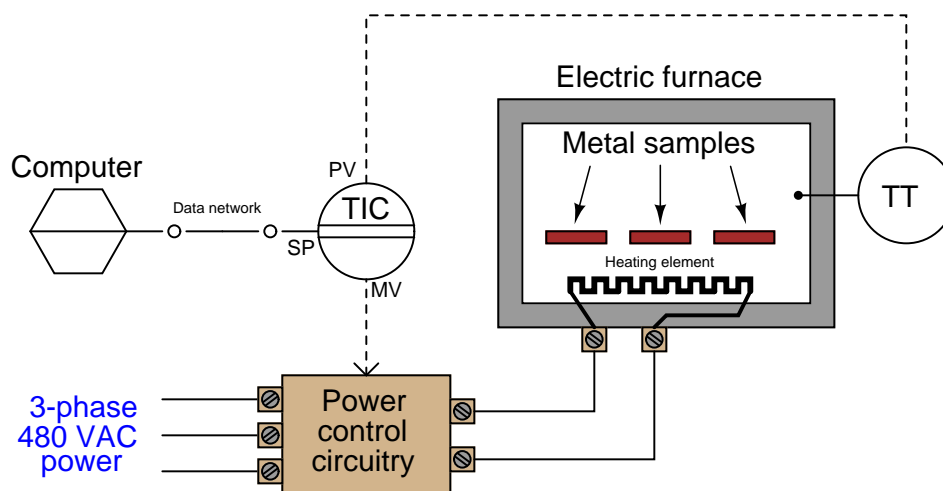 Electric furnace
Metal samples
Computer
PV
TIC
TT
Data network
SP
Heating element
MV
3-phase
480 VAC
power
Power
control
circuitry